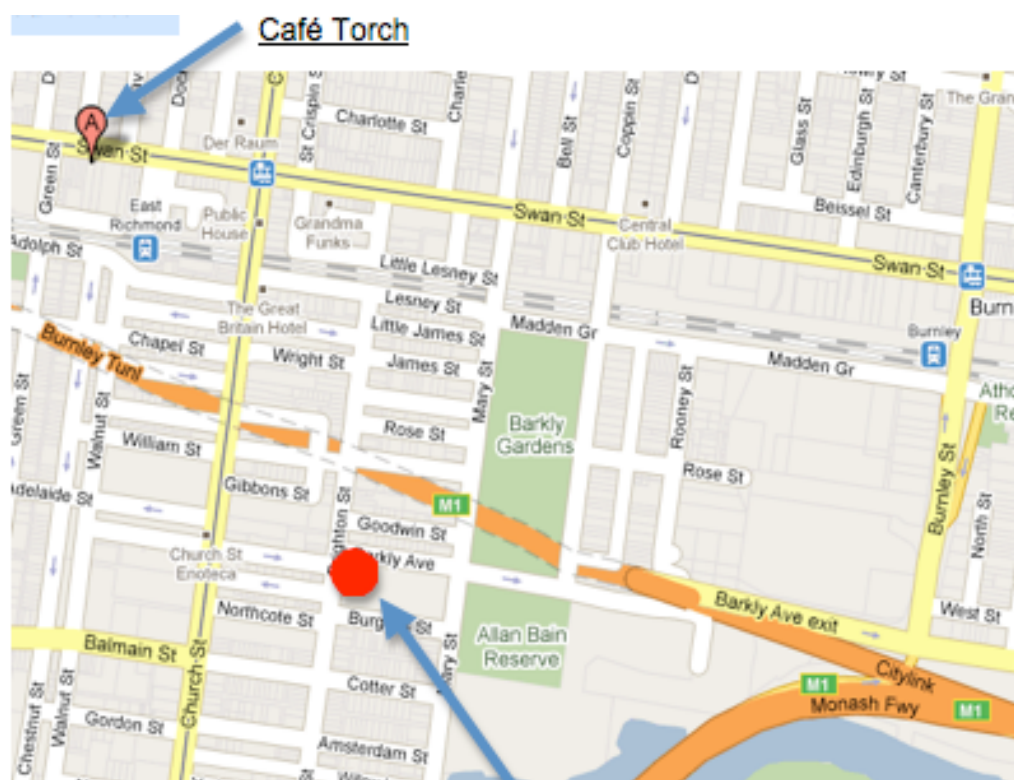 Café Torch
A
Swan St
Green St
East
Richmond
Der Raum
St Crispin S
Charlotte St
Charlie
Bell St
Coppin St
Glass St
Edinburgh St
Canterbury St
The Gran
Beissel St
Public
House
Grandma
Funks
Swan St
Central
Club Hotel
Swan St
Adolph St
Little Lesney St
Lesney St
The Great
Britain Hotel
Little James St
James St
Madden Gr
Madden Gr
Burnley
Burn
Burnley Tunl
Chapel St
Wright St
Mary St
Rooney St
Barkly
Gardens
Rose St
Rose St
Green St
Walnut St
William St
Gibbons St
M1
Adelaide St
Goodwin St
Burnley St
North St
Church St
Enoteca
Barkly Ave exit
West St
Northcote St
Balmain St
Allan Bain
Reserve
Citylink
M1
Monash Fwy
M1
Cotter St
Church St
Chestnut St
Walnut St
Gordon St
Amsterdam St